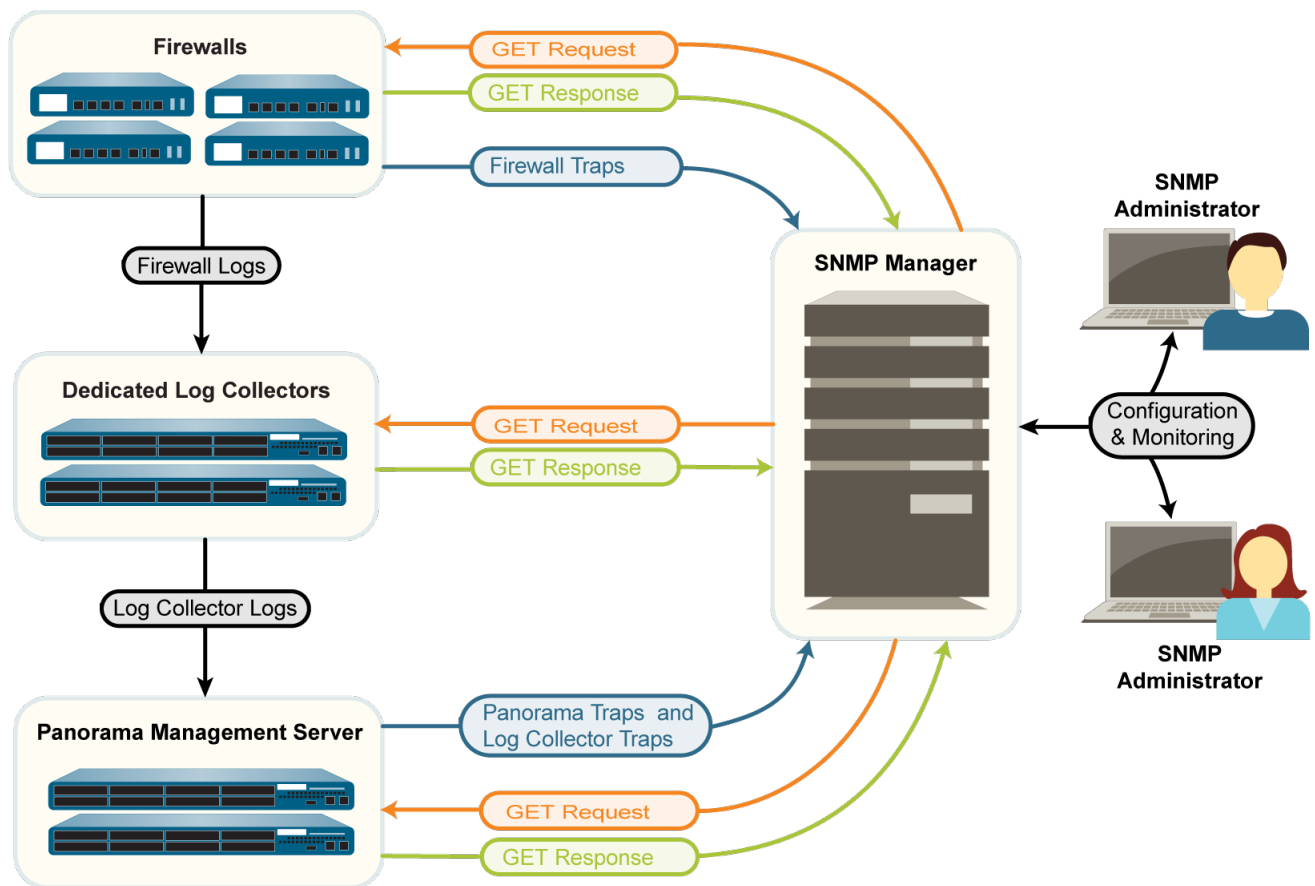 Firewalls
GET Request
GET Response
Firewall Traps
SNMP
Administrator
Firewall Logs
SNMP Manager
Dedicated Log Collectors
GET Request
GET Response
Configuration
& Monitoring
Log Collector Logs
SNMP
Administrator
Panorama Management Server
Panorama Traps and
Log Collector Traps
GET Request
GET Response